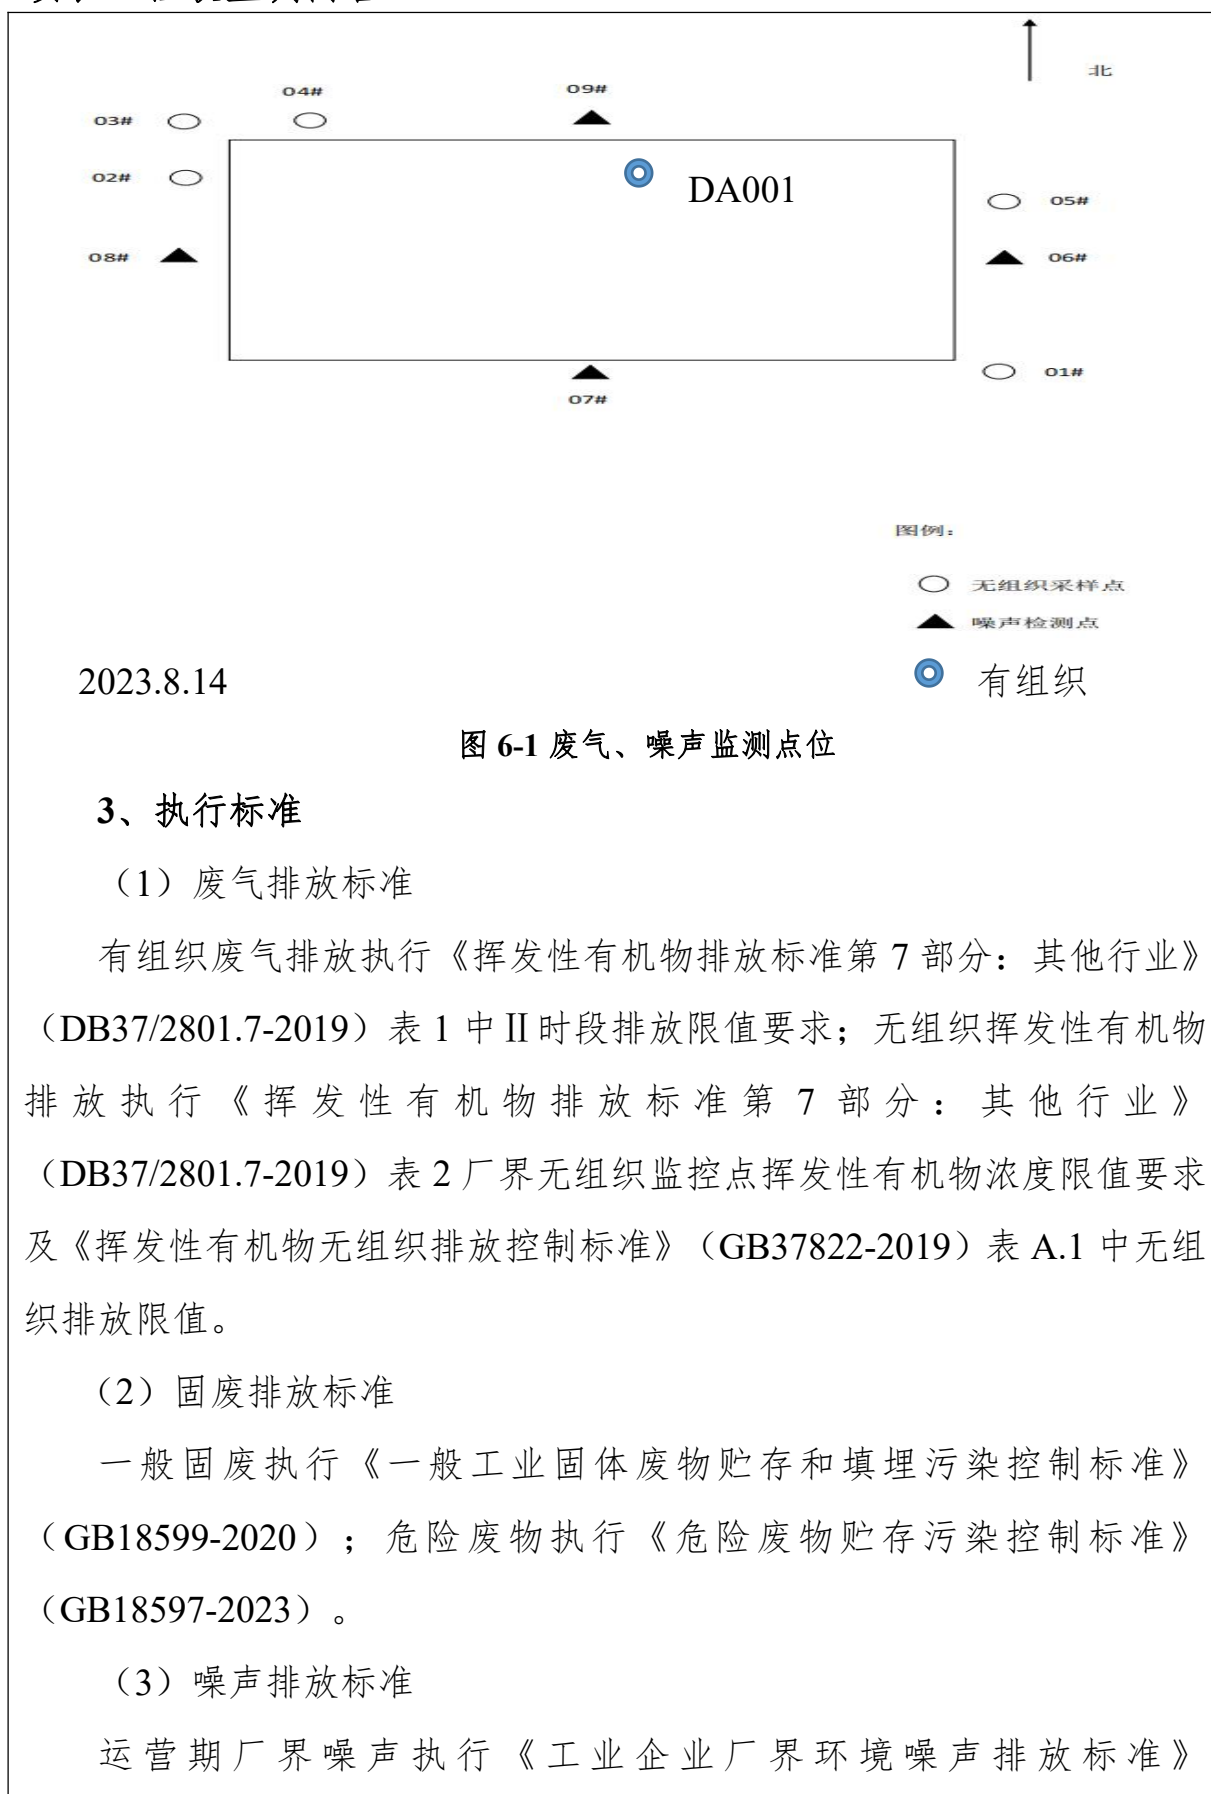 北
04#
09#
03#
02#
DA001
05#
08#
06#
01#
07#
图例：
无组织采样点
噪声检测点
2023.8.14
有组织
图 6-1 废气、噪声监测点位
3、执行标准
（1）废气排放标准
有组织废气排放执行《挥发性有机物排放标准第 7 部分：其他行业》
（DB37/2801.7-2019）表 1 中Ⅱ时段排放限值要求；无组织挥发性有机物
排放执行《挥发性有机物排放标准第 7 部分：其他行业》
（DB37/2801.7-2019）表 2 厂界无组织监控点挥发性有机物浓度限值要求
及《挥发性有机物无组织排放控制标准》（GB37822-2019）表 A.1 中无组
织排放限值。
（2）固废排放标准
一般固废执行《一般工业固体废物贮存和填埋污染控制标准》
（GB18599-2020）；危险废物执行《危险废物贮存污染控制标准》
（GB18597-2023）。
（3）噪声排放标准
运营期厂界噪声执行《工业企业厂界环境噪声排放标准》